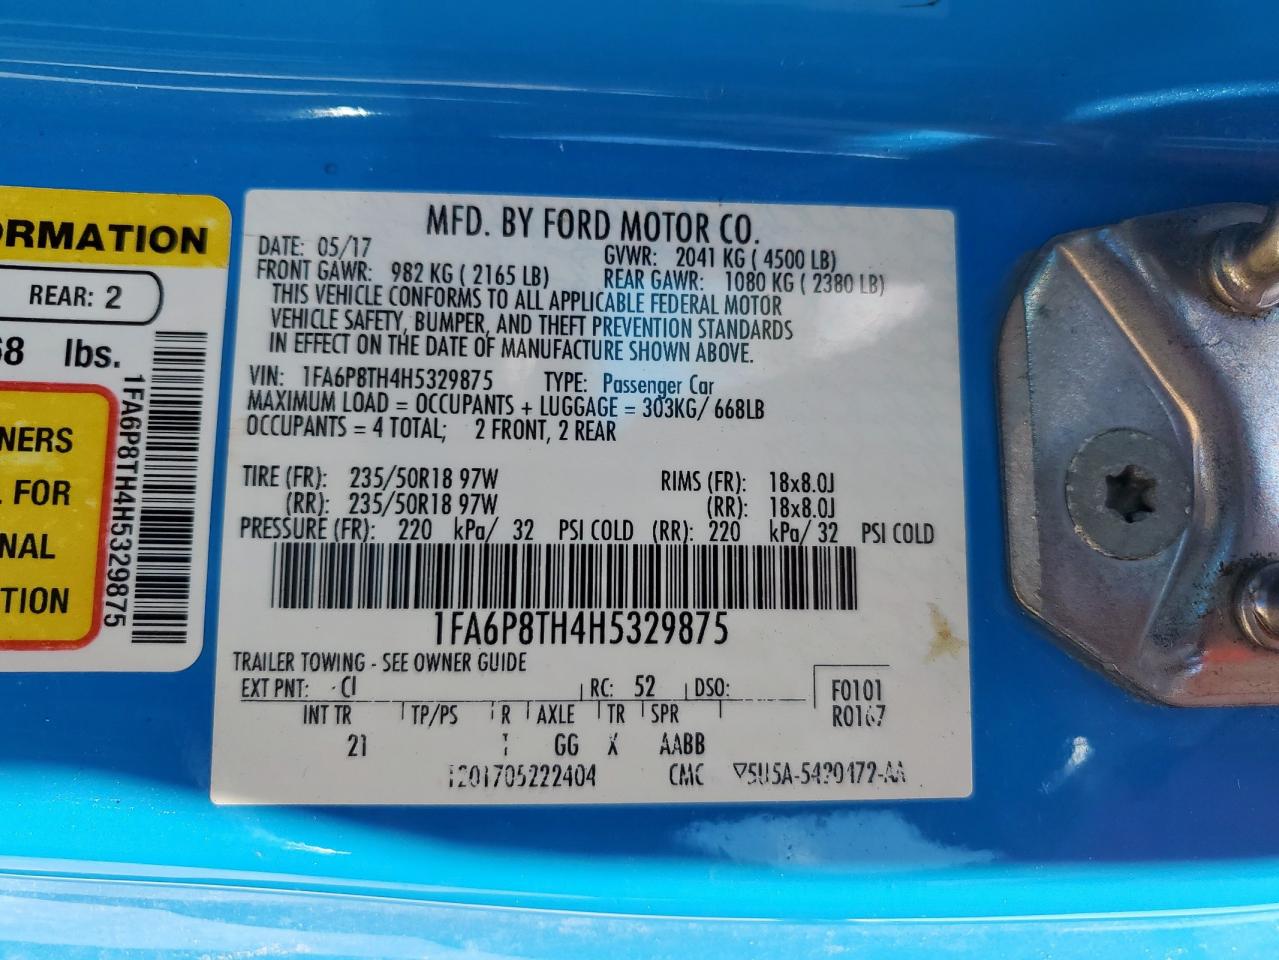 ORMATION
REAR: 2
68 lbs.
NERS
L FOR
NAL
TION
1FA6P8TH4H5329875
MFD. BY FORD MOTOR CO.
DATE: 05/17 GVWR: 2041 KG ( 4500 LB)
FRONT GAWR: 982 KG ( 2165 LB) REAR GAWR: 1080 KG ( 2380 LB)
THIS VEHICLE CONFORMS TO ALL APPLICABLE FEDERAL MOTOR
VEHICLE SAFETY, BUMPER, AND THEFT PREVENTION STANDARDS
IN EFFECT ON THE DATE OF MANUFACTURE SHOWN ABOVE.
VIN: 1FA6P8TH4H5329875 TYPE: Passenger Car
MAXIMUM LOAD = OCCUPANTS + LUGGAGE = 303KG/ 668LB
OCCUPANTS = 4 TOTAL; 2 FRONT, 2 REAR
TIRE (FR): 235/50R18 97W RIMS (FR): 18x8.0J
(RR): 235/50R18 97W (RR): 18x8.0J
PRESSURE (FR): 220 kPa/ 32 PSI COLD (RR): 220 kPa/ 32 PSI COLD
1FA6P8TH4H5329875
TRAILER TOWING - SEE OWNER GUIDE
EXT PNT: CI RC: 52 DSO: F0101
INT TR TP/PS R AXLE TR SPR R0167
21 GG X AABB
1201705222404 CMC